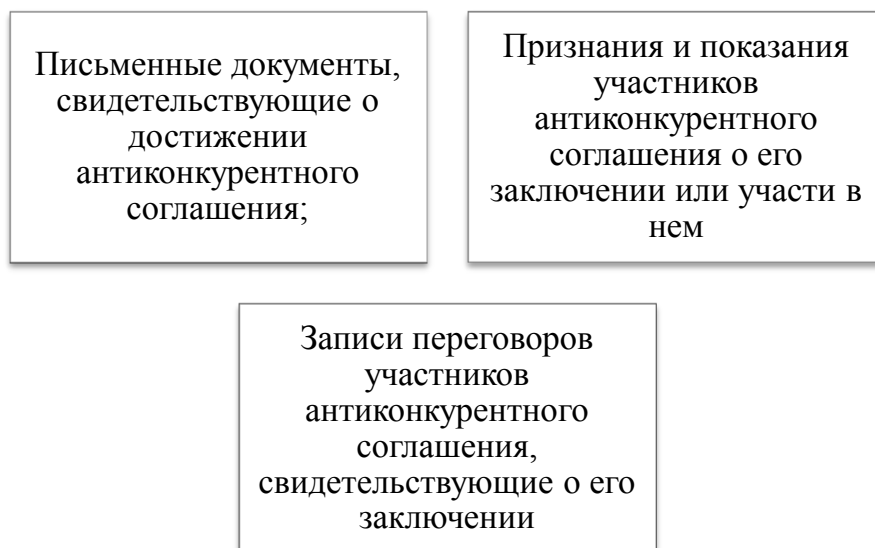 Письменные документы,
свидетельствующие о
достижении
антиконкурентного
соглашения;
Признания и показания
участников
антиконкурентного
соглашения о его
заключении или участи в
нем
Записи переговоров
участников
антиконкурентного
соглашения,
свидетельствующие о его
заключении